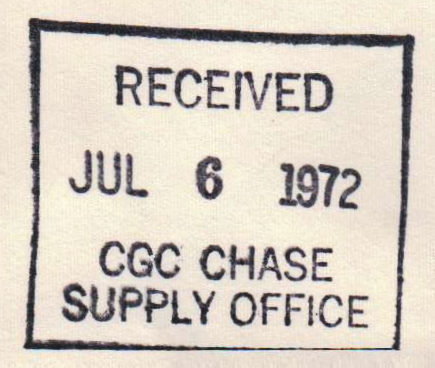 RECEIVED
JUL 6 1972
CGC CHASE
SUPPLY OFFICE